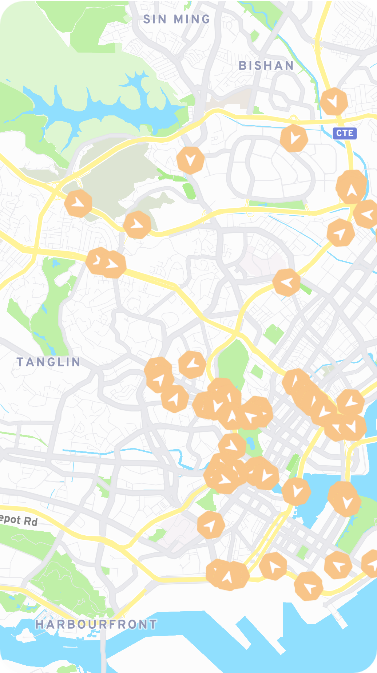 SIN MING
BISHAN
CTE
TANGLIN
epot Rd
HARBOURFRONT